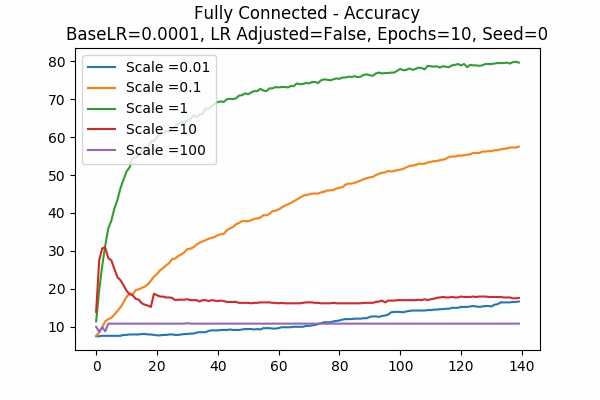 Fully Connected - Accuracy
BaseLR=0.0001, LR Adjusted=False, Epochs=10, Seed=0
80
70
60
50
40
30
20
10
Scale =0.01
Scale =0.1
Scale =1
Scale =10
Scale =100
0 20 40 60 80 100 120 140